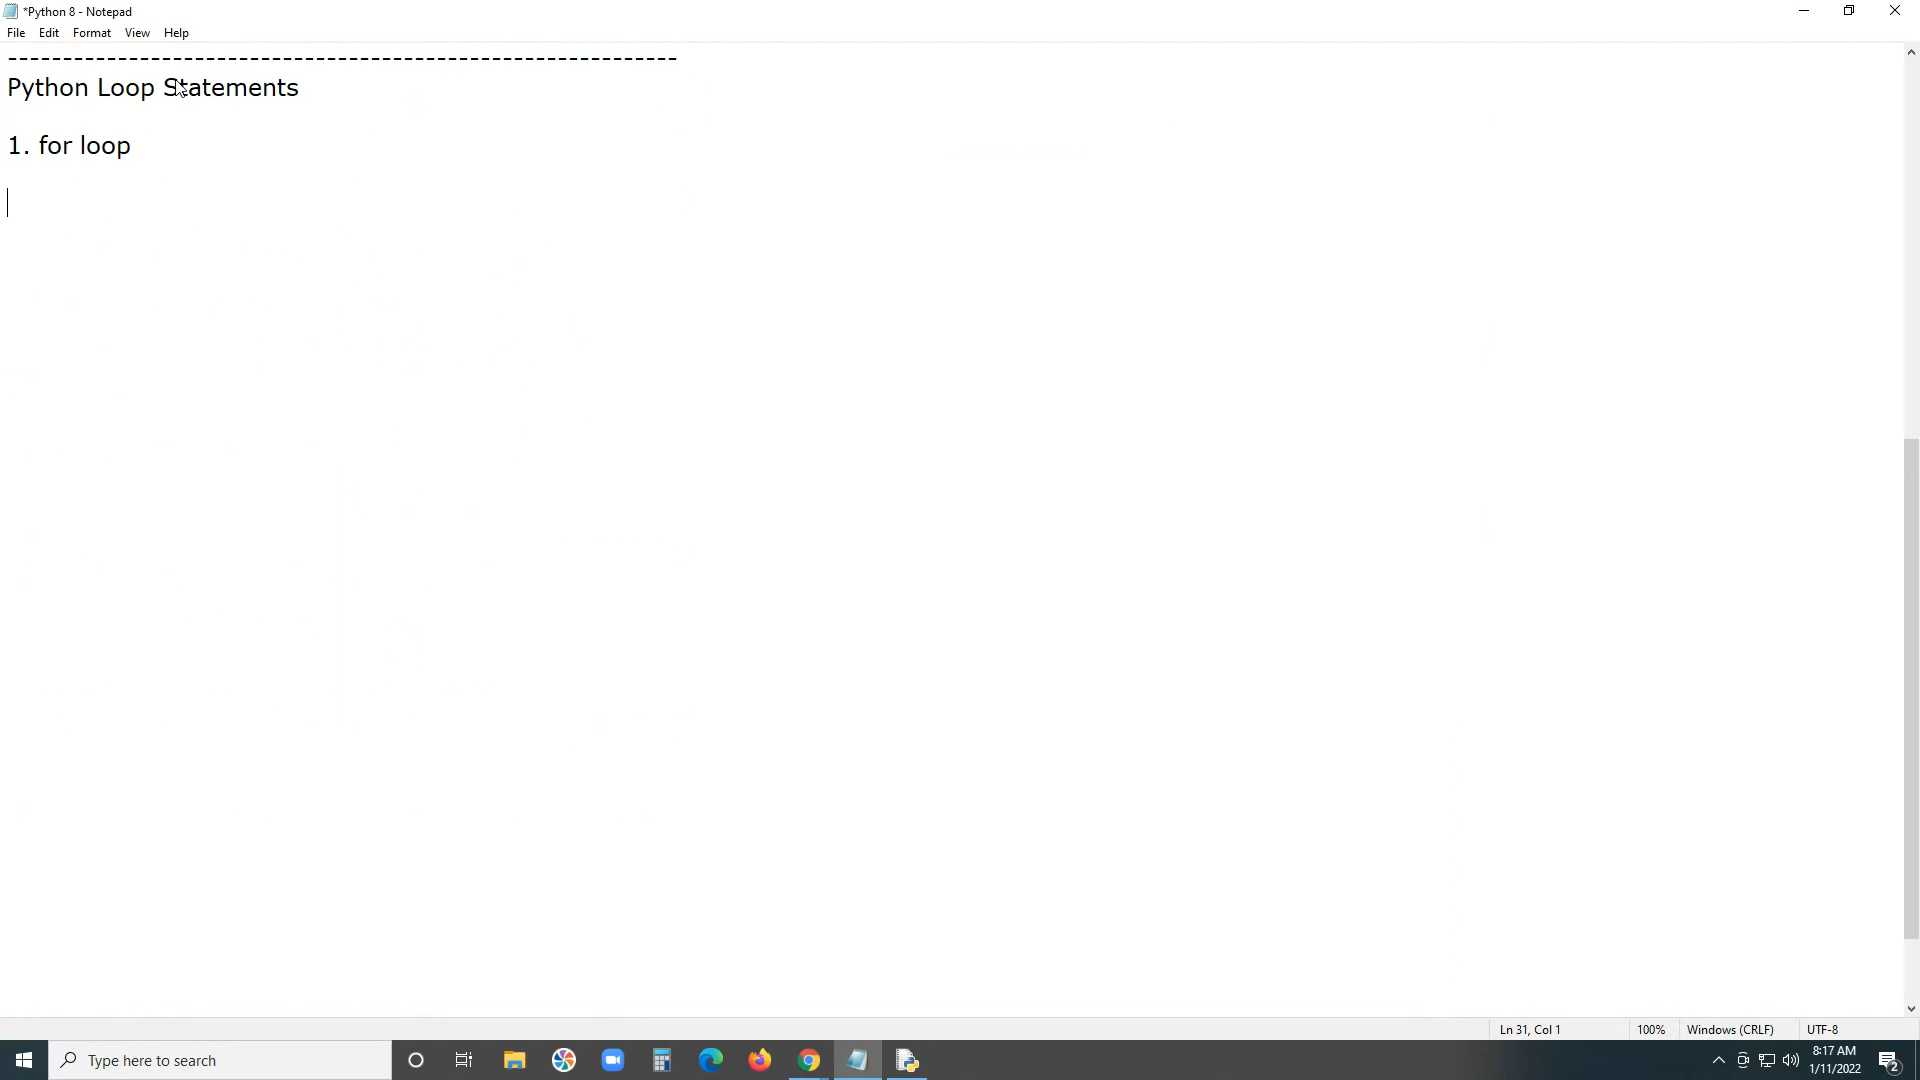 *Python 8 - Notepad
File Edit Format View Help
-------------------------------------------------------------
Python Loop Statements
1. for loop
Ln 31, Col 1 100% Windows (CRLF) UTF-8
Type here to search
8:17 AM
1/11/2022
2